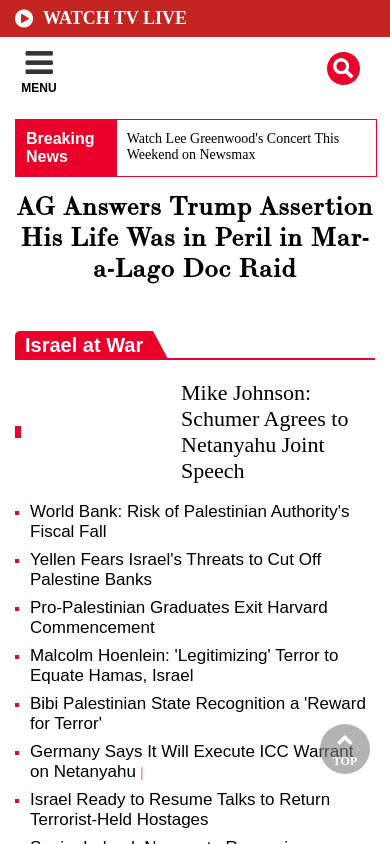 WATCH TV LIVE
MENU
Breaking
News
Watch Lee Greenwood's Concert This
Weekend on Newsmax
AG Answers Trump Assertion
His Life Was in Peril in Mar-
a-Lago Doc Raid
Israel at War
Mike Johnson:
Schumer Agrees to
Netanyahu Joint
Speech
World Bank: Risk of Palestinian Authority's
Fiscal Fall
Yellen Fears Israel's Threats to Cut Off
Palestine Banks
Pro-Palestinian Graduates Exit Harvard
Commencement
Malcolm Hoenlein: 'Legitimizing' Terror to
Equate Hamas, Israel
Bibi Palestinian State Recognition a 'Reward
for Terror'
Germany Says It Will Execute ICC Warrant
on Netanyahu |
TOP
Israel Ready to Resume Talks to Return
Terrorist-Held Hostages